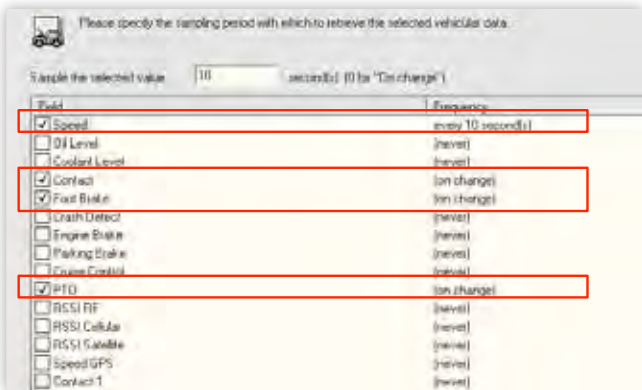 Please specify the sampling period with which to retrieve the selected vehicular data.
Sample the selected value 10 second(s) (0 for "On change")
Field Frequency
Speed every 10 second(s)
Oil Level (never)
Coolant Level (never)
Contact (on change)
Foot Brake (on change)
Crash Detect (never)
Engine Brake (never)
Parking Brake (never)
Cruise Control (never)
PTO (on change)
RSSI RF (never)
RSSI Cellular (never)
RSSI Satellite (never)
Speed GPS (never)
Contact 1 (never)